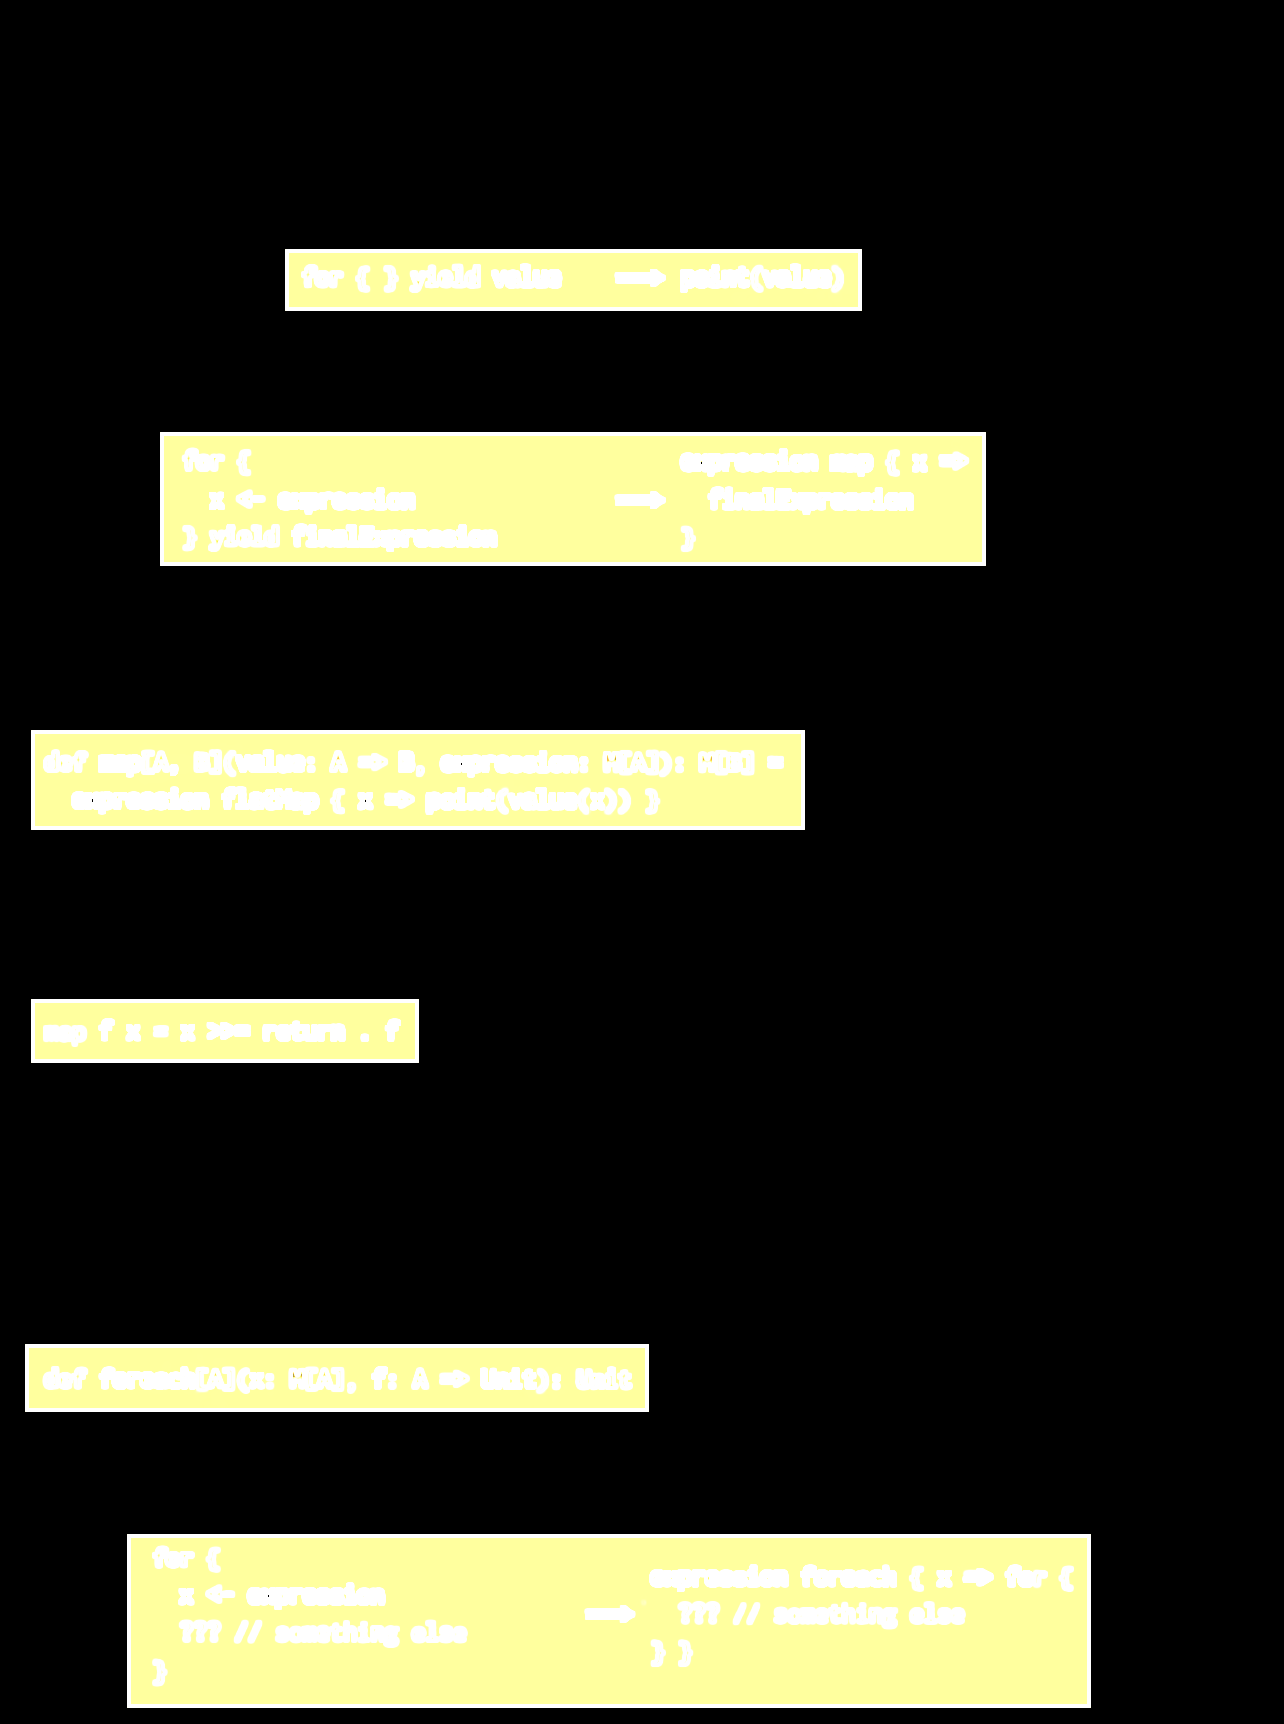 for { } yield value ==> point(value)
for {
x <- expression
} yield finalExpression
==>
expression map { x =>
finalExpression
}
def map[A, B](value: A => B, expression: M[A]): M[B] =
expression flatMap { x => point(value(x)) }
map f x = x >>= return . f
def foreach[A](x: M[A], f: A => Unit): Unit
for {
x <- expression
??? // something else
}
==>
expression foreach { x => for {
??? // something else
} }